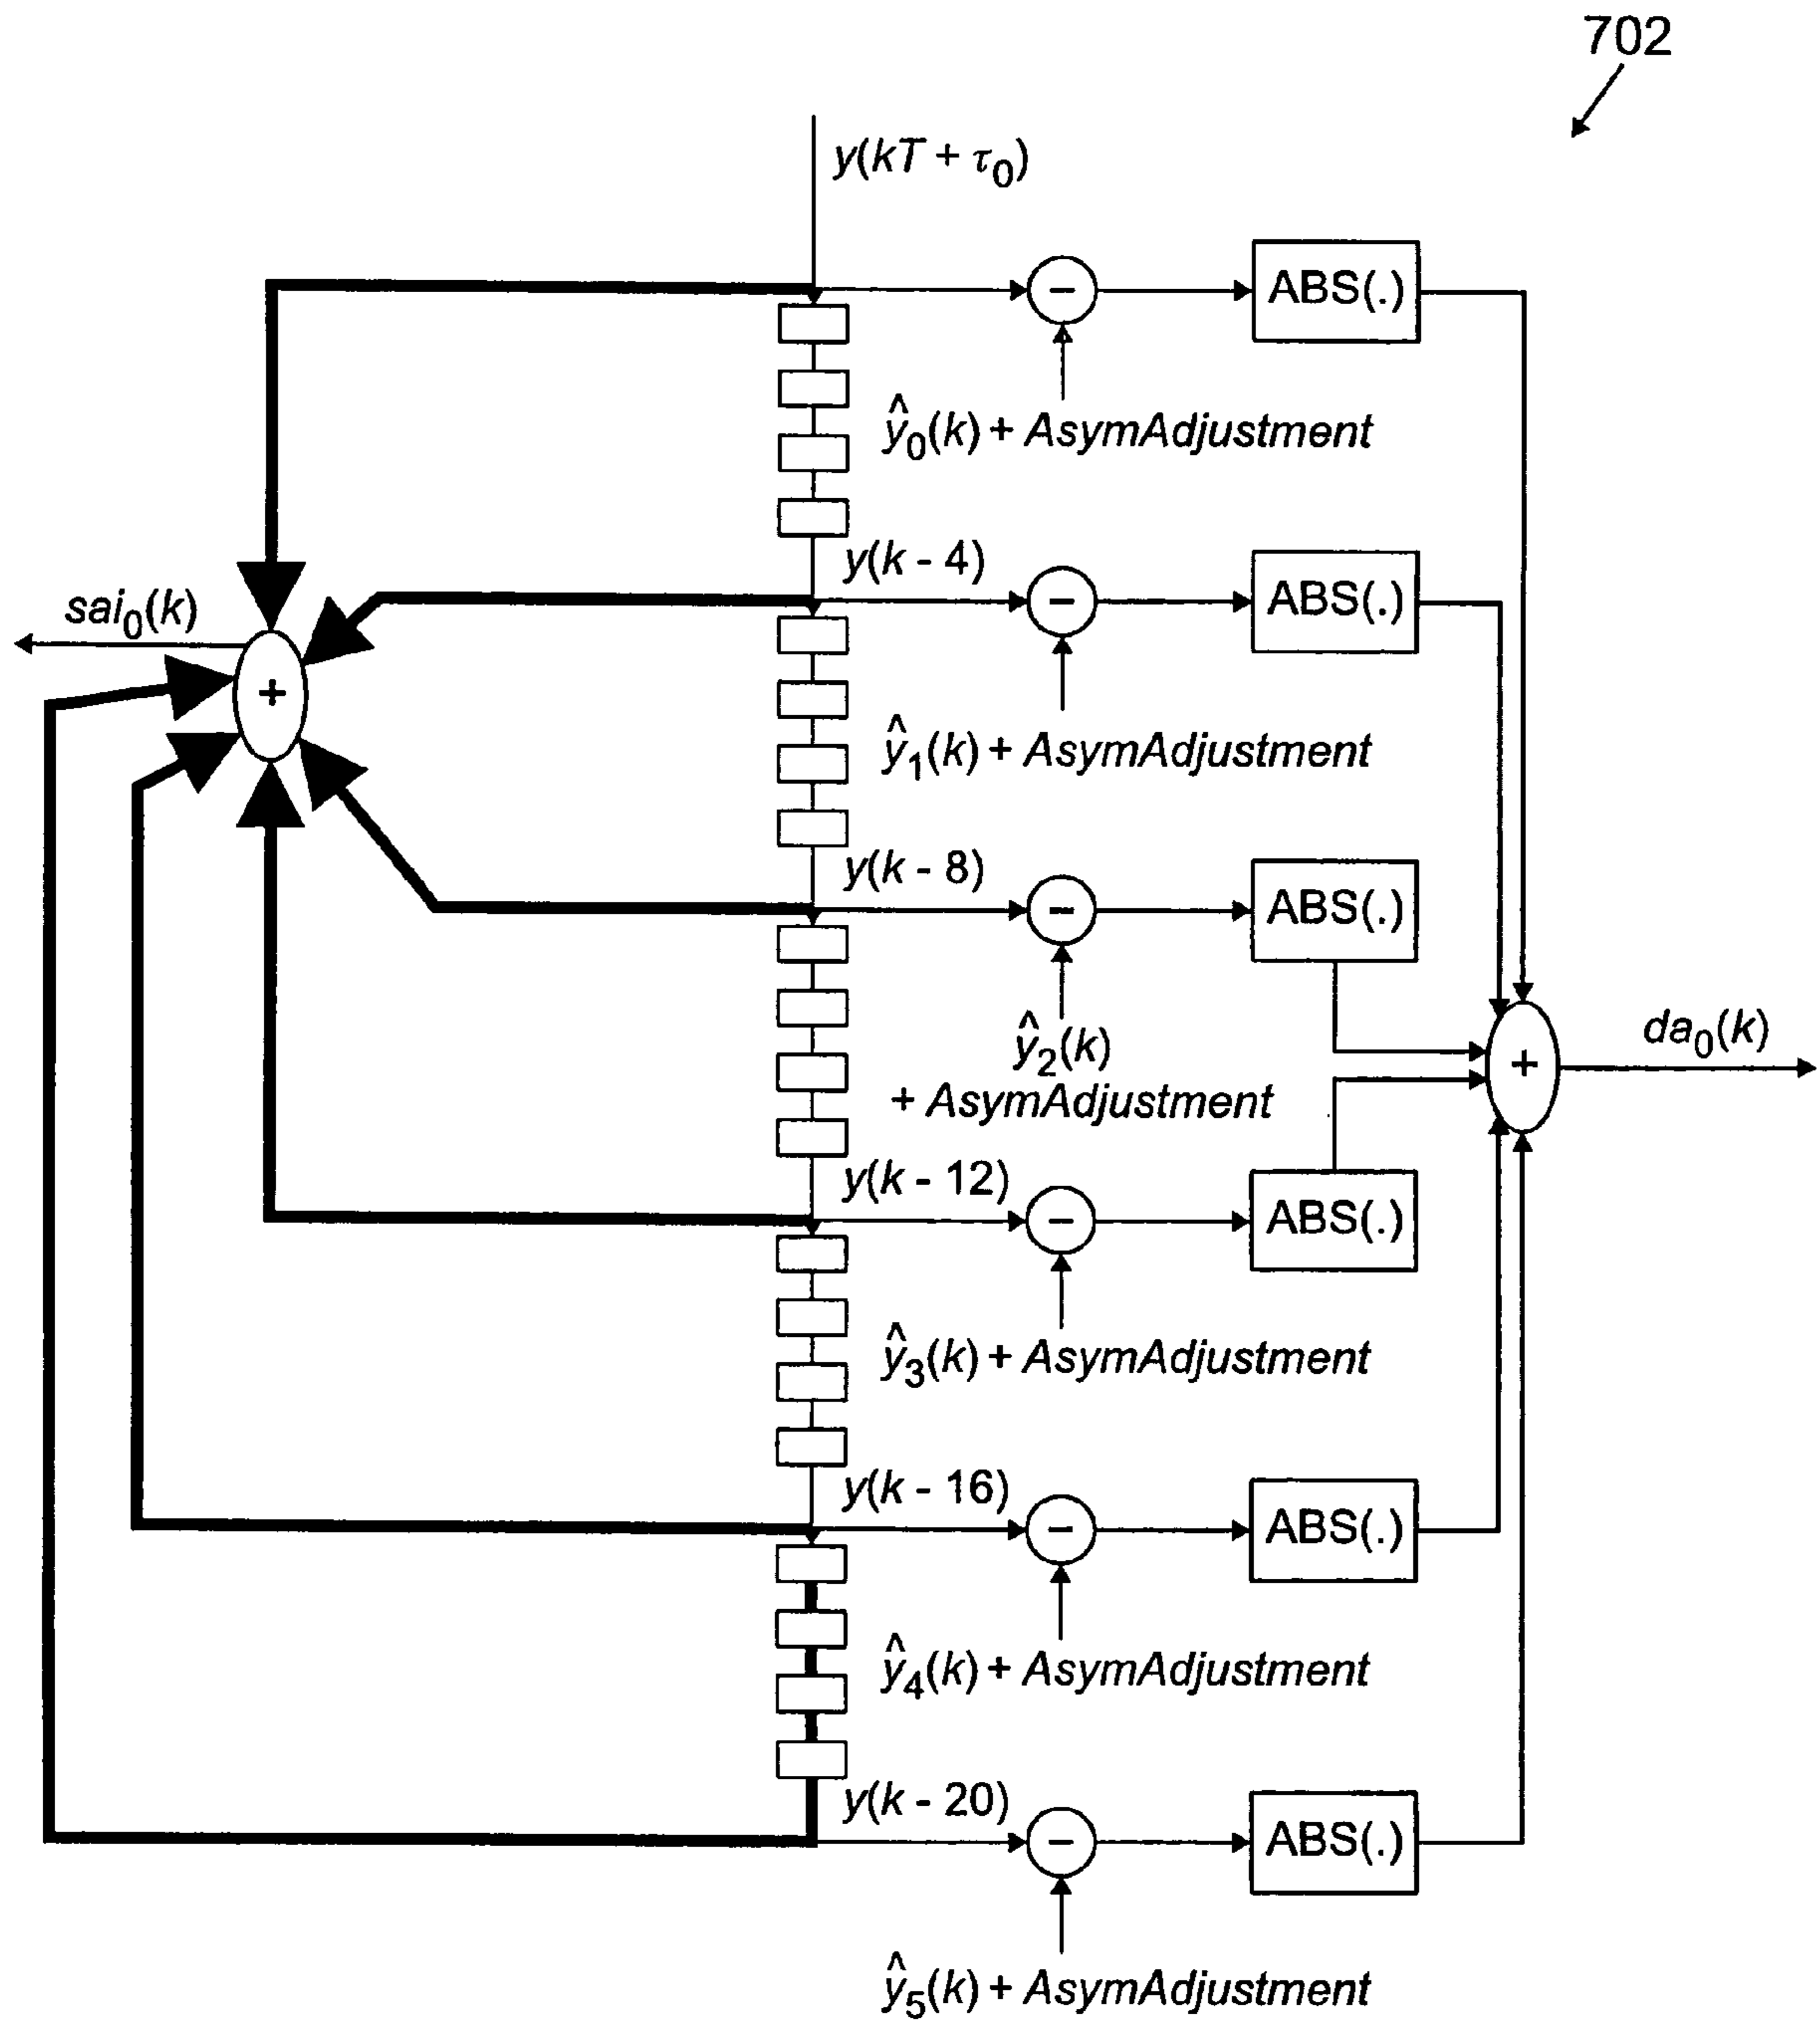 702
y(kT + τ₀)
− ABS(.)
ŷ₀(k) + AsymAdjustment
y(k - 4)
− ABS(.)
sai₀(k)
+
ŷ₁(k) + AsymAdjustment
y(k - 8)
− ABS(.)
ŷ₂(k)
+ AsymAdjustment
+
da₀(k)
y(k - 12)
− ABS(.)
ŷ₃(k) + AsymAdjustment
y(k - 16)
− ABS(.)
ŷ₄(k) + AsymAdjustment
y(k - 20)
− ABS(.)
ŷ₅(k) + AsymAdjustment